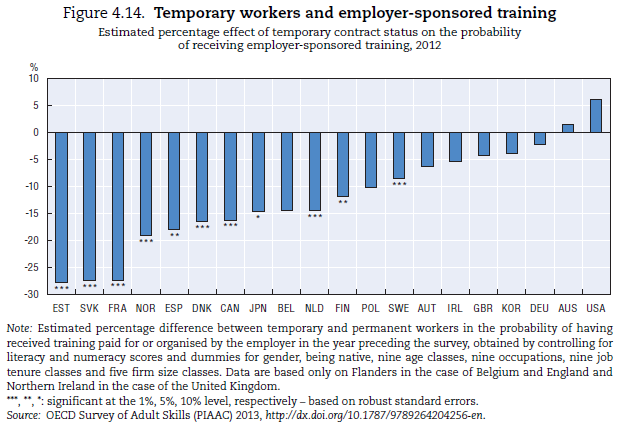 Figure 4.14. Temporary workers and employer-sponsored training
Estimated percentage effect of temporary contract status on the probability
of receiving employer-sponsored training, 2012
%
10
5
0
-5
-10
-15
-20
-25
-30
*** *** *** *** ** *** *** * *** ** ***
EST SVK FRA NOR ESP DNK CAN JPN BEL NLD FIN POL SWE AUT IRL GBR KOR DEU AUS USA
Note: Estimated percentage difference between temporary and permanent workers in the probability of having
received training paid for or organised by the employer in the year preceding the survey, obtained by controlling for
literacy and numeracy scores and dummies for gender, being native, nine age classes, nine occupations, nine job
tenure classes and five firm size classes. Data are based only on Flanders in the case of Belgium and England and
Northern Ireland in the case of the United Kingdom.
***, **, *: significant at the 1%, 5%, 10% level, respectively – based on robust standard errors.
Source: OECD Survey of Adult Skills (PIAAC) 2013, http://dx.doi.org/10.1787/9789264204256-en.